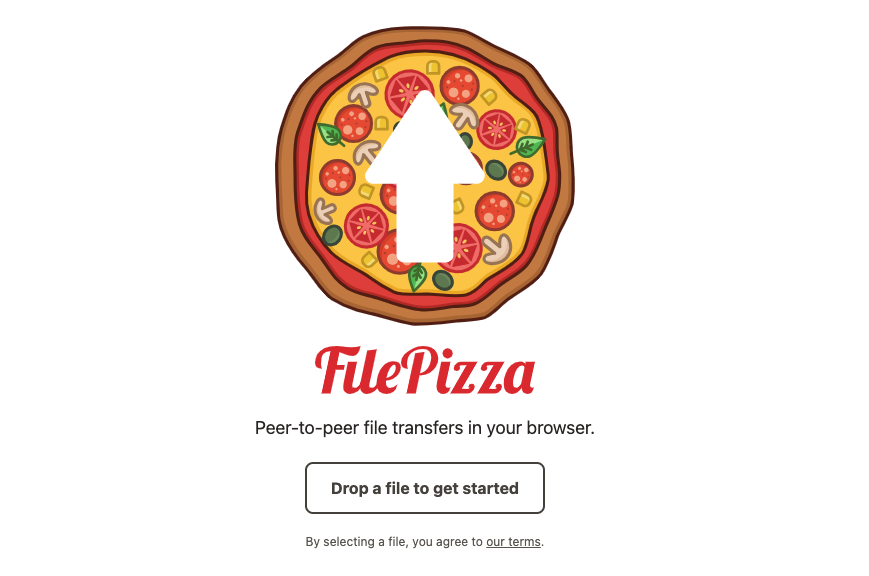 FilePizza
Peer-to-peer file transfers in your browser.
Drop a file to get started
By selecting a file, you agree to our terms.